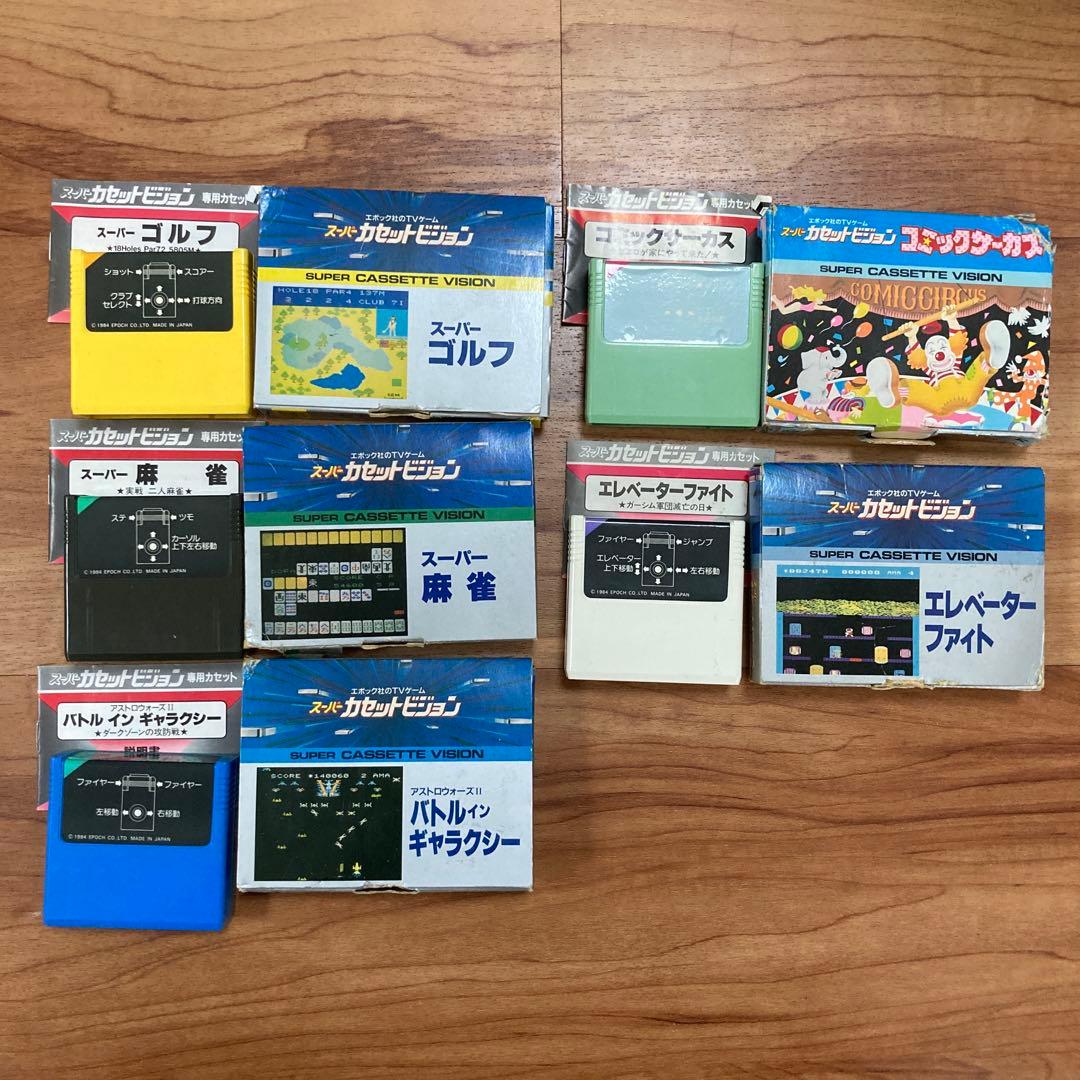 スーパーカセットビジョン 専用カセット
スーパー ゴルフ
★18Holes Par72 5805M★
ショット スコアー
クラブ
セレクト 打球方向
© 1984 EPOCH CO.,LTD. MADE IN JAPAN
エポック社のTVゲーム
スーパーカセットビジョン
SUPER CASSETTE VISION
HOLE18 PAR4 137M
3 2 2 4 CLUB 7I
スーパー
ゴルフ
スーパーカセットビジョン 専用カセット
コミックサーカス
エポック社のTVゲーム
スーパーカセットビジョン
コミックサーカス
SUPER CASSETTE VISION
COMICCIRCUS
スーパーカセットビジョン 専用カセット
スーパー 麻雀
★実戦 二人麻雀★
ステ ツモ
カーソル
上下左右移動
© 1984 EPOCH CO.,LTD. MADE IN JAPAN
エポック社のTVゲーム
スーパーカセットビジョン
SUPER CASSETTE VISION
SCORE
54600
スーパー
麻雀
スーパーカセットビジョン 専用カセット
エレベーターファイト
★ガーシム軍団滅亡の日★
ファイヤー ジャンプ
エレベーター
上下移動 左右移動
© 1984 EPOCH CO.,LTD. MADE IN JAPAN
エポック社のTVゲーム
スーパーカセットビジョン
SUPER CASSETTE VISION
*002470 000000 AMA 4
エレベーター
ファイト
スーパーカセットビジョン 専用カセット
アストロウォーズII
バトル イン ギャラクシー
★ダークゾーンの攻防戦★
説明書
ファイヤー ファイヤー
左移動 右移動
© 1984 EPOCH CO.,LTD. MADE IN JAPAN
エポック社のTVゲーム
スーパーカセットビジョン
SUPER CASSETTE VISION
SCORE *140060 2 AMA
アストロウォーズII
バトルイン
ギャラクシー